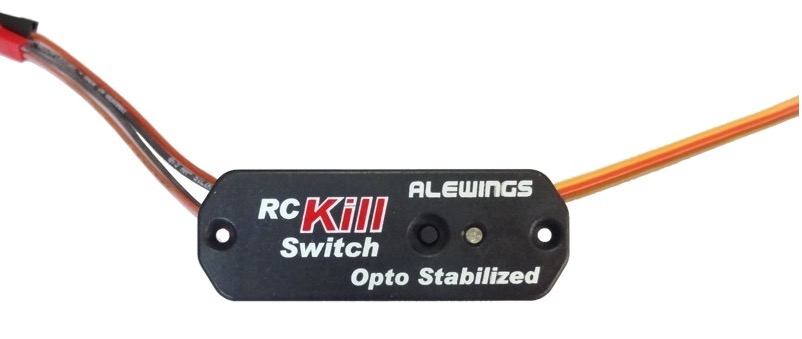 ALEWINGS
RC Kill
Switch
Opto Stabilized